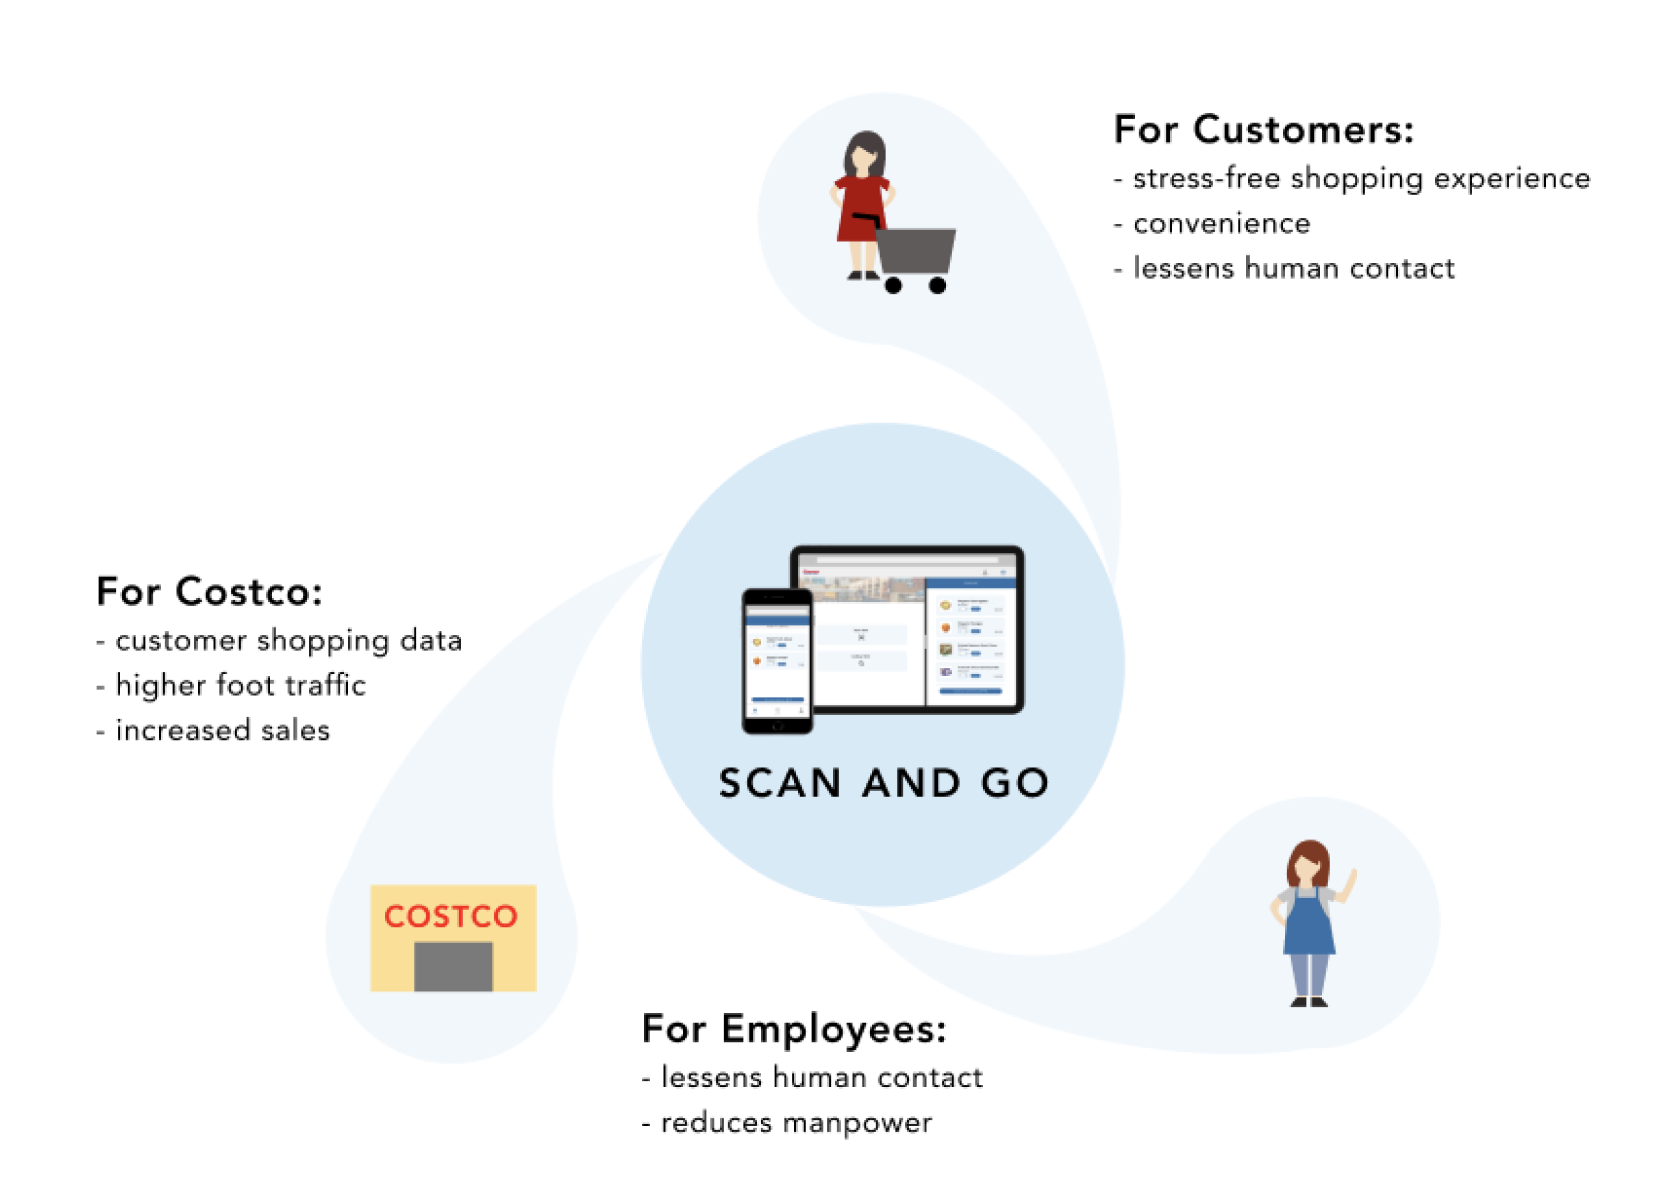 For Customers:
- stress-free shopping experience
- convenience
- lessens human contact
For Costco:
- customer shopping data
- higher foot traffic
- increased sales
SCAN AND GO
COSTCO
For Employees:
- lessens human contact
- reduces manpower